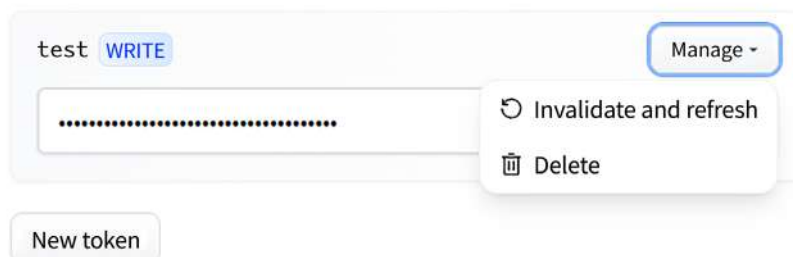 test WRITE
Manage
Invalidate and refresh
Delete
New token